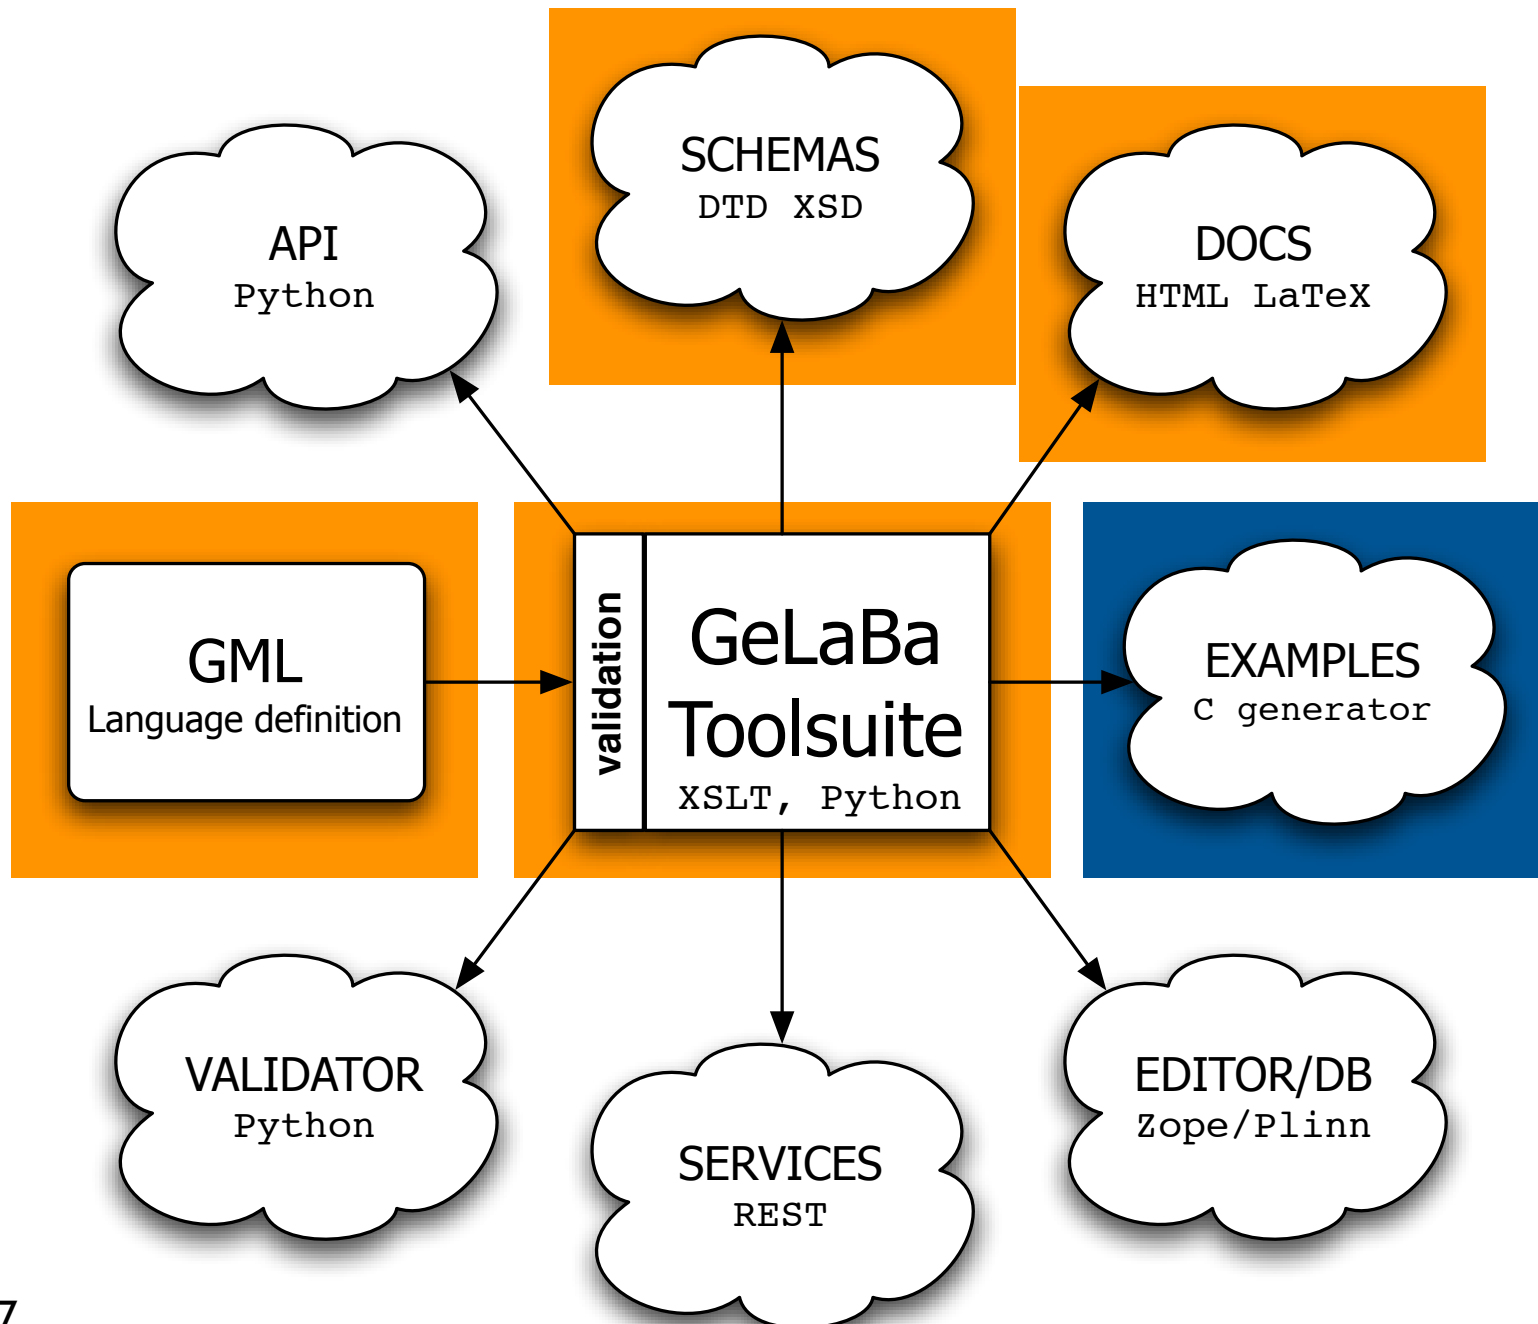 SCHEMAS
DTD XSD
API
Python
DOCS
HTML LaTeX
GML
Language definition
validation
GeLaBa
Toolsuite
XSLT, Python
EXAMPLES
C generator
VALIDATOR
Python
SERVICES
REST
EDITOR/DB
Zope/Plinn
7